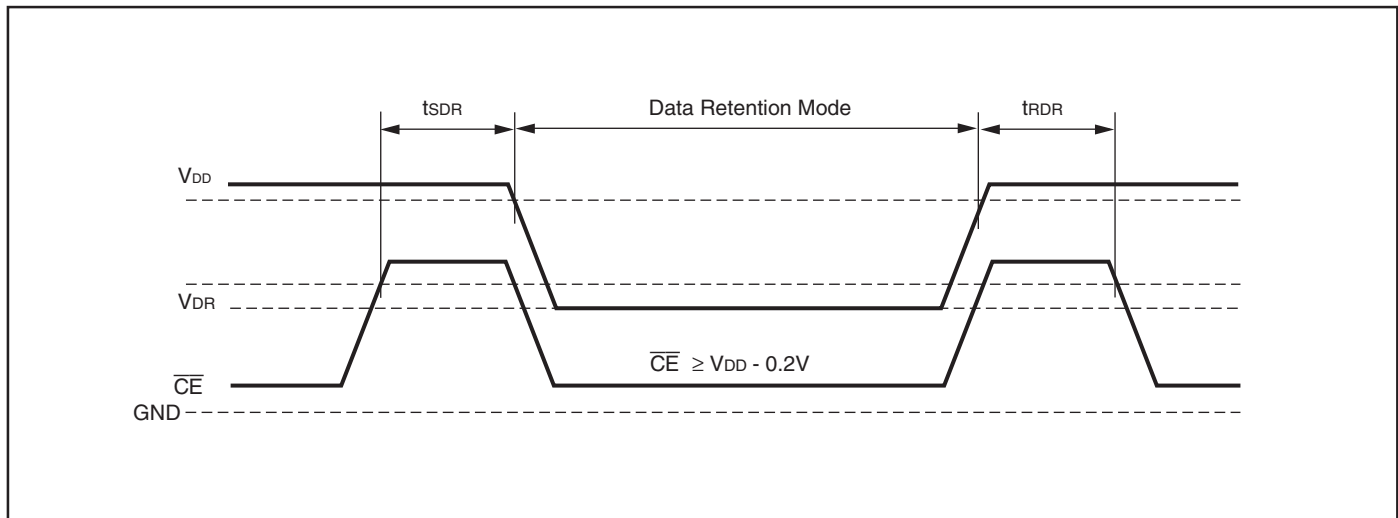 tSDR Data Retention Mode tRDR
VDD
VDR
CE ≥ VDD - 0.2V
CE
GND